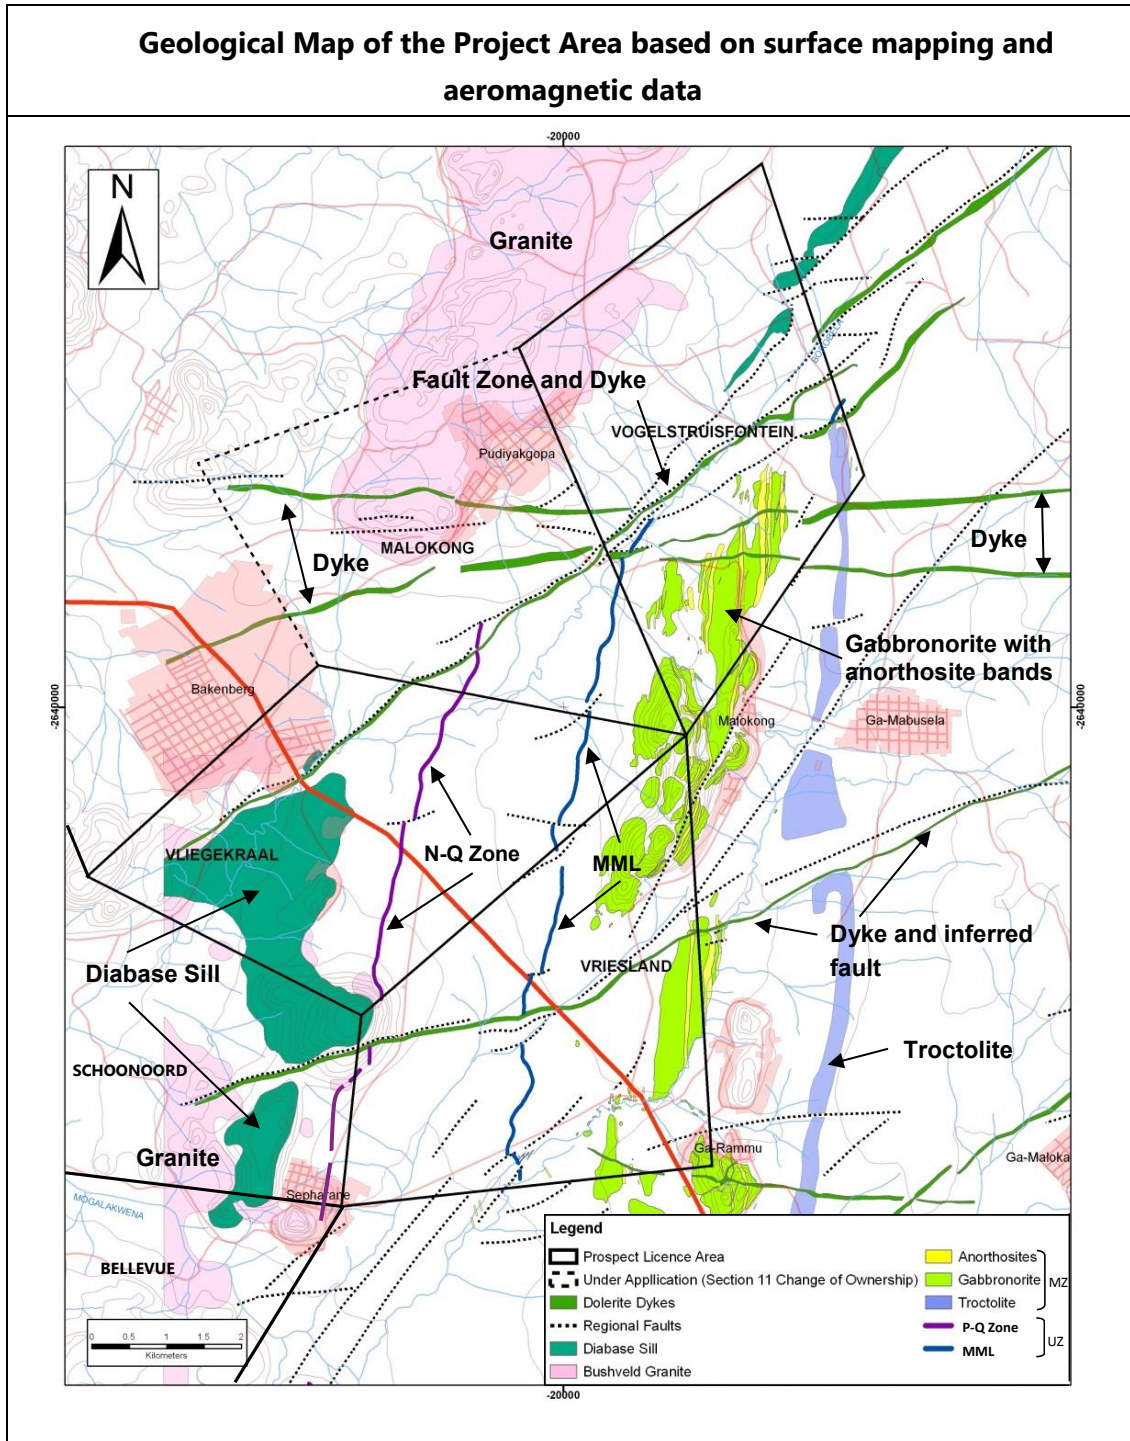 Geological Map of the Project Area based on surface mapping and
aeromagnetic data
-20000
N
Granite
Fault Zone and Dyke
VOGELSTRUISFONTEIN
Pudiyakgopa
MALOKONG
Dyke
Dyke
Gabbronorite with
anorthosite bands
Bakenberg
-2640000
-2640000
Malokong
Ga-Mabusela
VLIEGEKRAAL
N-Q Zone
MML
Diabase Sill
VRIESLAND
Dyke and inferred
fault
Troctolite
SCHOONOORD
Granite
Ga-Rammu
Ga-Maloka
Sepharane
MOGALAKWENA
BELLEVUE
Legend
Prospect Licence Area
Under Appllication (Section 11 Change of Ownership)
Dolerite Dykes
Regional Faults
Diabase Sill
Bushveld Granite
Anorthosites
Gabbronorite
Troctolite
MZ
P-Q Zone
MML
UZ
0 0.5 1 1.5 2
Kilometers
-20000